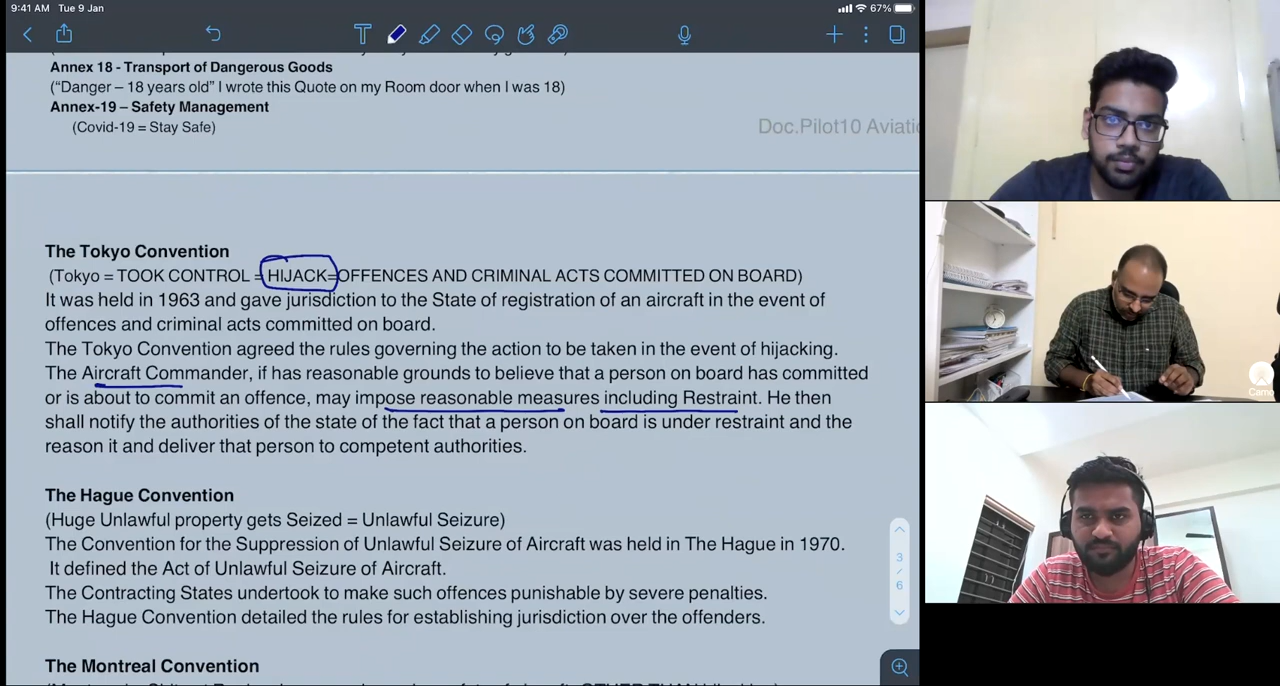 9:41 AM Tue 9 Jan
67%
Annex 18 - Transport of Dangerous Goods
(“Danger – 18 years old” I wrote this Quote on my Room door when I was 18)
Annex-19 – Safety Management
(Covid-19 = Stay Safe)
Doc.Pilot10 Aviatio
The Tokyo Convention
(Tokyo = TOOK CONTROL = HIJACK=OFFENCES AND CRIMINAL ACTS COMMITTED ON BOARD)
It was held in 1963 and gave jurisdiction to the State of registration of an aircraft in the event of
offences and criminal acts committed on board.
The Tokyo Convention agreed the rules governing the action to be taken in the event of hijacking.
The Aircraft Commander, if has reasonable grounds to believe that a person on board has committed
or is about to commit an offence, may impose reasonable measures including Restraint. He then
shall notify the authorities of the state of the fact that a person on board is under restraint and the
reason it and deliver that person to competent authorities.
The Hague Convention
(Huge Unlawful property gets Seized = Unlawful Seizure)
The Convention for the Suppression of Unlawful Seizure of Aircraft was held in The Hague in 1970.
It defined the Act of Unlawful Seizure of Aircraft.
The Contracting States undertook to make such offences punishable by severe penalties.
The Hague Convention detailed the rules for establishing jurisdiction over the offenders.
3
/
6
The Montreal Convention